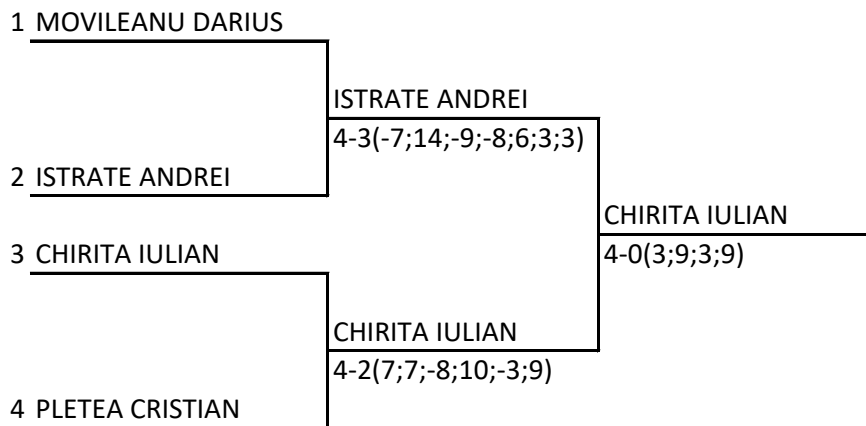 1 MOVILEANU DARIUS
ISTRATE ANDREI
4-3(-7;14;-9;-8;6;3;3)
2 ISTRATE ANDREI
CHIRITA IULIAN
4-0(3;9;3;9)
3 CHIRITA IULIAN
CHIRITA IULIAN
4-2(7;7;-8;10;-3;9)
4 PLETEA CRISTIAN